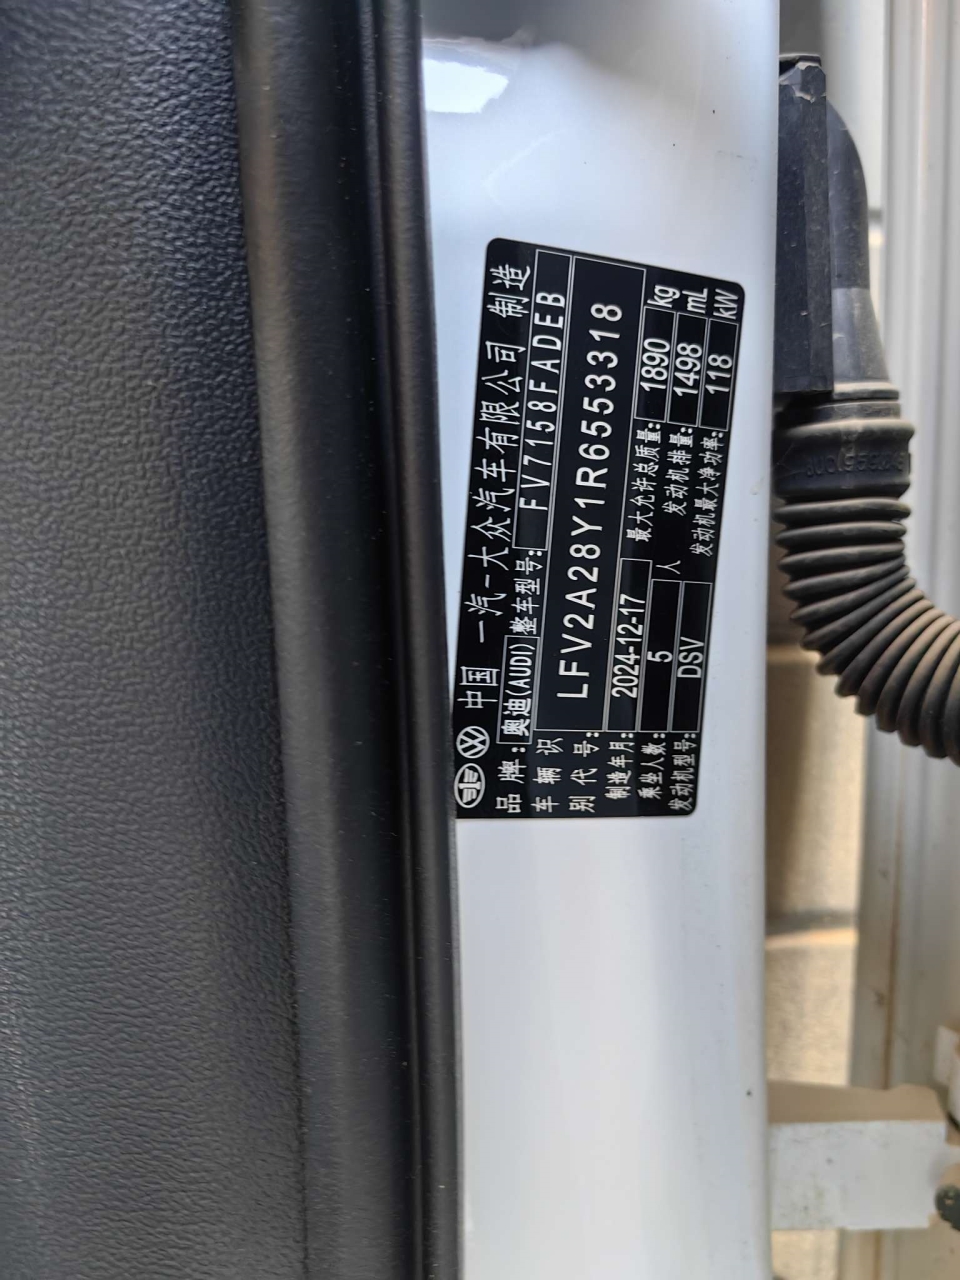 中国 一汽-大众汽车有限公司 制造
品牌: 奥迪(AUDI) 整车型号: FV7158FADEB
车辆识别代号: LFV2A28Y1R6553318
制造年月: 2024-12-17 最大允许总质量: 1890 kg
乘坐人数: 5 人 发动机排量: 1498 mL
发动机型号: DSV 发动机最大净功率: 118 kW